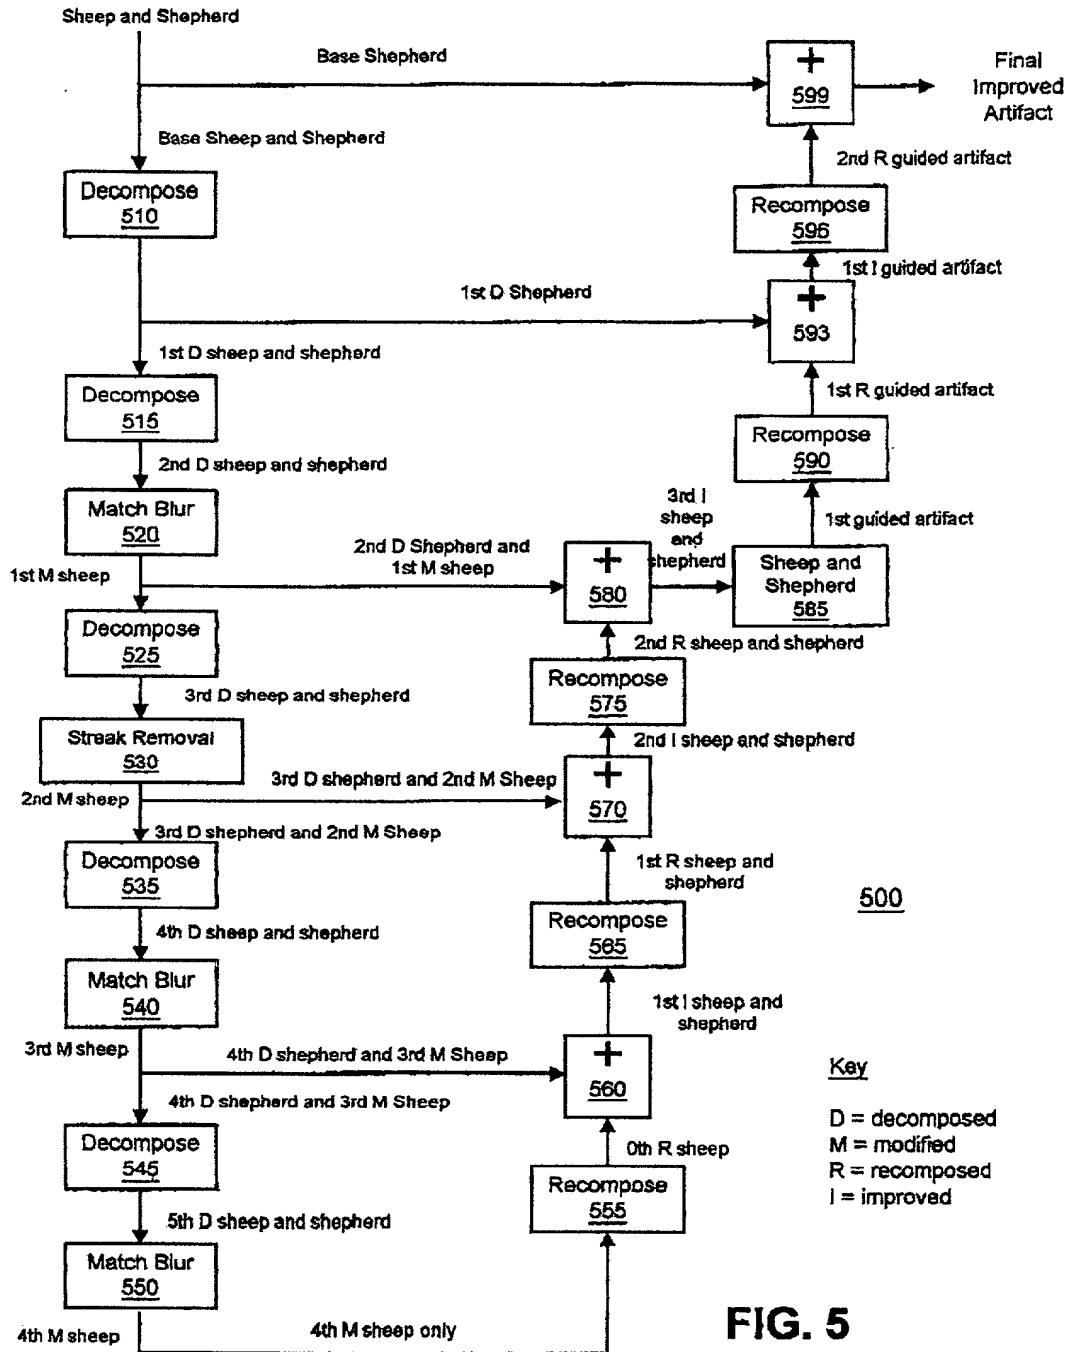 Sheep and Shepherd
Base Shepherd
+
599
Final
Improved
Artifact
Base Sheep and Shepherd
2nd R guided artifact
Decompose
510
Recompose
596
1st I guided artifact
1st D Shepherd
+
593
1st D sheep and shepherd
Decompose
515
1st R guided artifact
Recompose
590
2nd D sheep and shepherd
Match Blur
520
3rd I
sheep
and
shepherd
1st guided artifact
1st M sheep
2nd D Shepherd and
1st M sheep
+
580
Sheep and
Shepherd
585
Decompose
525
2nd R sheep and shepherd
3rd D sheep and shepherd
Recompose
575
Streak Removal
530
2nd I sheep and shepherd
2nd M sheep
3rd D shepherd and 2nd M Sheep
+
570
3rd D shepherd and 2nd M Sheep
Decompose
535
1st R sheep and
shepherd
500
4th D sheep and shepherd
Recompose
565
Match Blur
540
1st I sheep and
shepherd
3rd M sheep
4th D shepherd and 3rd M Sheep
+
560
Key
4th D shepherd and 3rd M Sheep
D = decomposed
M = modified
R = recomposed
I = improved
Decompose
545
0th R sheep
Recompose
555
5th D sheep and shepherd
Match Blur
550
4th M sheep
4th M sheep only
FIG. 5